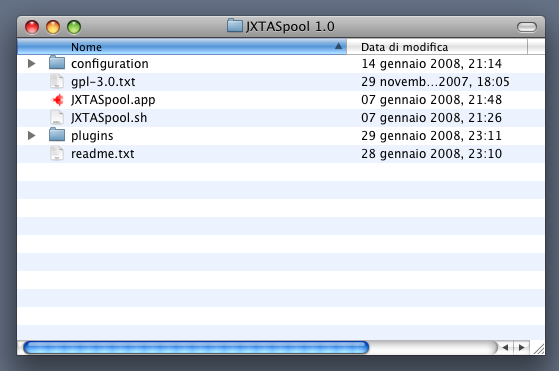 JXTASpool 1.0
Nome Data di modifica
configuration 14 gennaio 2008, 21:14
gpl-3.0.txt 29 novemb...2007, 18:05
JXTASpool.app 07 gennaio 2008, 21:48
JXTASpool.sh 07 gennaio 2008, 21:26
plugins 29 gennaio 2008, 23:11
readme.txt 28 gennaio 2008, 23:10